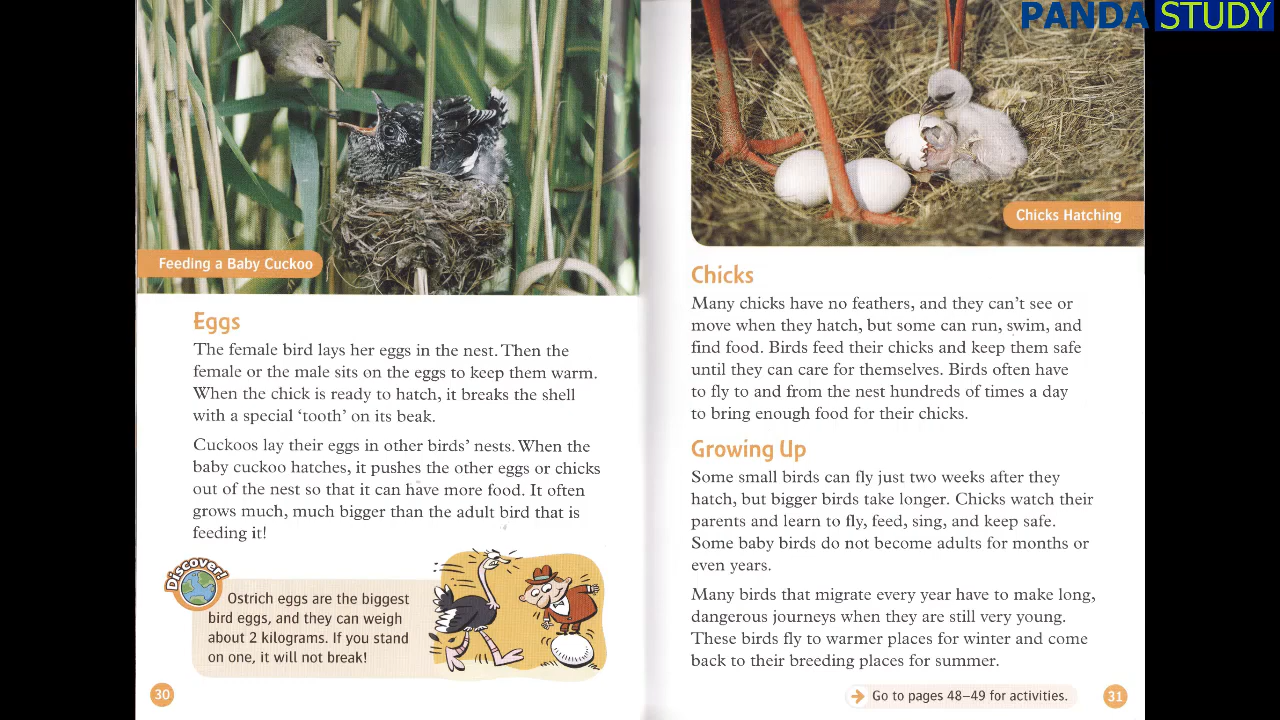 PANDA STUDY
Feeding a Baby Cuckoo
Eggs
The female bird lays her eggs in the nest. Then the
female or the male sits on the eggs to keep them warm.
When the chick is ready to hatch, it breaks the shell
with a special ‘tooth’ on its beak.
Cuckoos lay their eggs in other birds’ nests. When the
baby cuckoo hatches, it pushes the other eggs or chicks
out of the nest so that it can have more food. It often
grows much, much bigger than the adult bird that is
feeding it!
Discover!
Ostrich eggs are the biggest
bird eggs, and they can weigh
about 2 kilograms. If you stand
on one, it will not break!
30
Chicks Hatching
Chicks
Many chicks have no feathers, and they can’t see or
move when they hatch, but some can run, swim, and
find food. Birds feed their chicks and keep them safe
until they can care for themselves. Birds often have
to fly to and from the nest hundreds of times a day
to bring enough food for their chicks.
Growing Up
Some small birds can fly just two weeks after they
hatch, but bigger birds take longer. Chicks watch their
parents and learn to fly, feed, sing, and keep safe.
Some baby birds do not become adults for months or
even years.
Many birds that migrate every year have to make long,
dangerous journeys when they are still very young.
These birds fly to warmer places for winter and come
back to their breeding places for summer.
Go to pages 48–49 for activities.
31